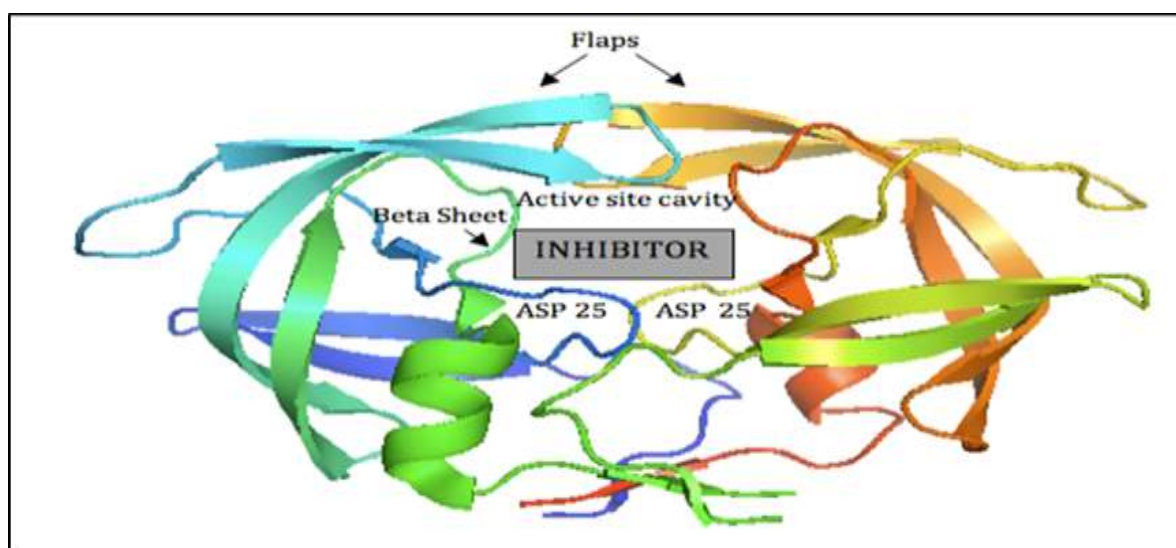 Flaps
Active site cavity
Beta Sheet
INHIBITOR
ASP 25
ASP 25